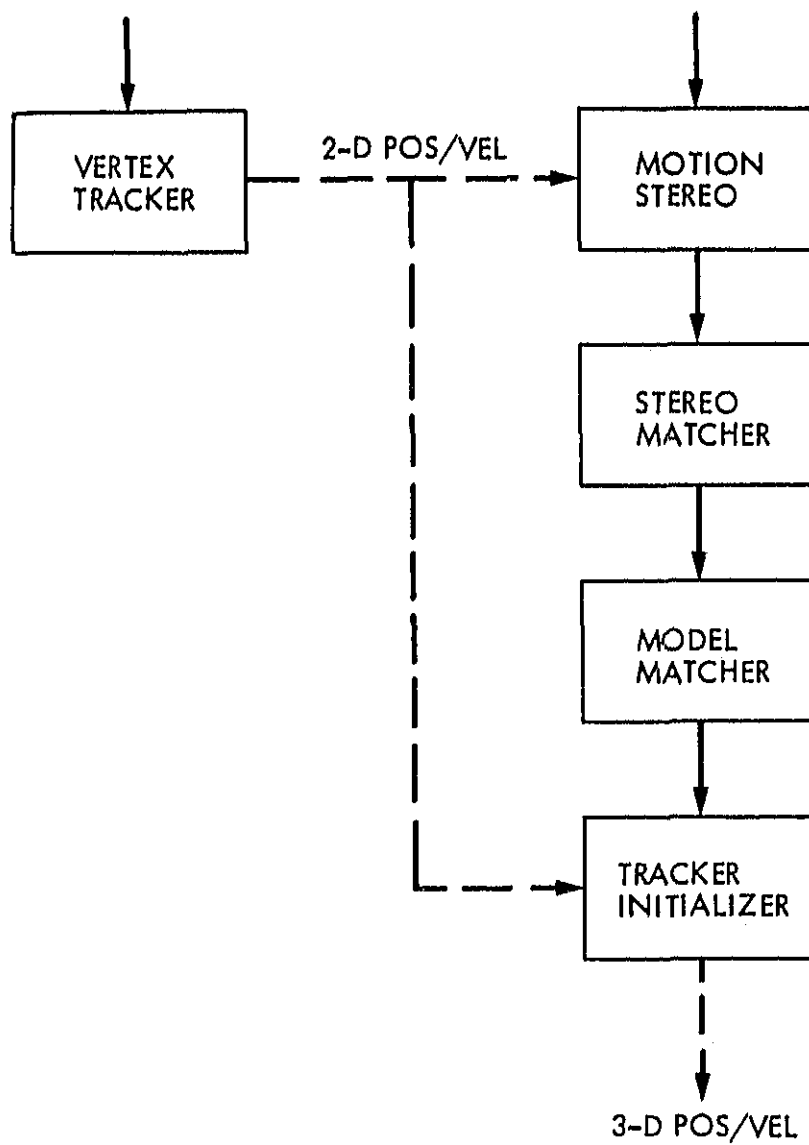 VERTEX
TRACKER
2-D POS/VEL
MOTION
STEREO
STEREO
MATCHER
MODEL
MATCHER
TRACKER
INITIALIZER
3-D POS/VEL